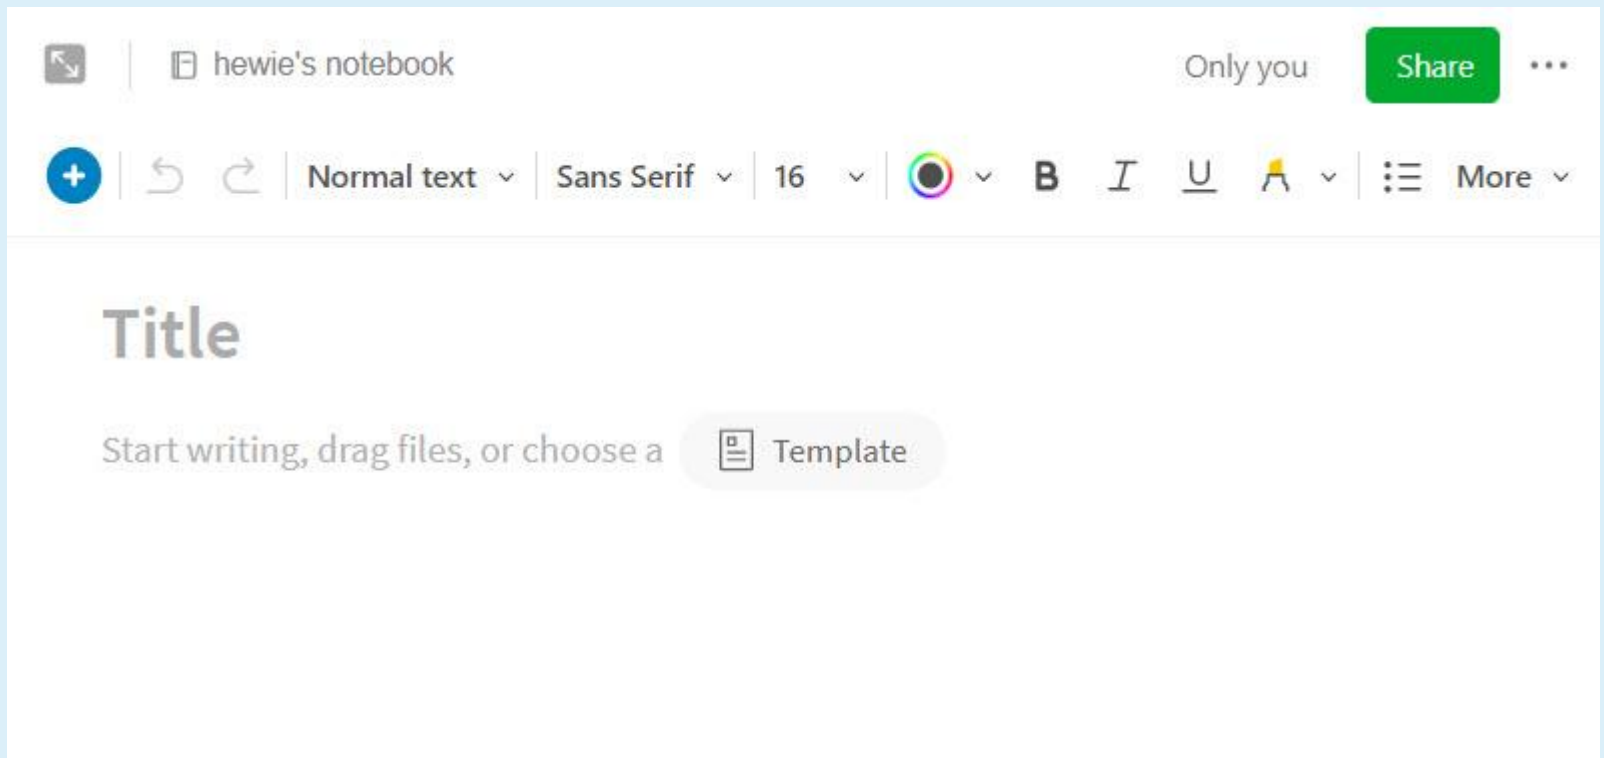 hewie's notebook Only you Share
Normal text Sans Serif 16 B I U More
Title
Start writing, drag files, or choose a Template